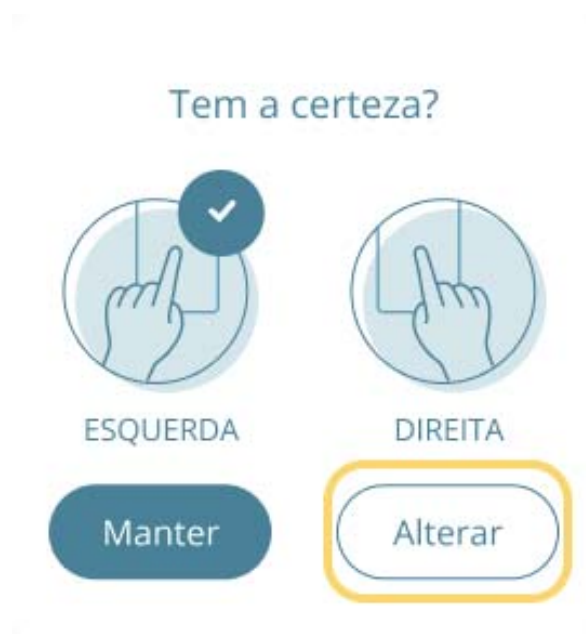 Tem a certeza?
ESQUERDA
DIREITA
Manter
Alterar